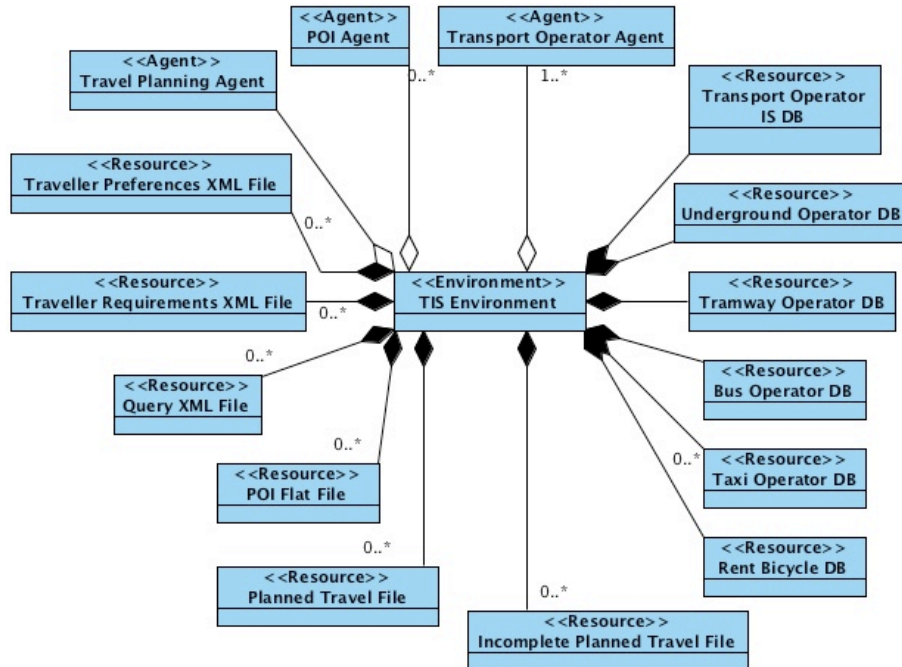 <<Agent>>
POI Agent
0..*
<<Agent>>
Transport Operator Agent
1..*
<<Agent>>
Travel Planning Agent
<<Resource>>
Transport Operator
IS DB
<<Resource>>
Traveller Preferences XML File
0..*
<<Resource>>
Underground Operator DB
<<Environment>>
TIS Environment
<<Resource>>
Traveller Requirements XML File
0..*
<<Resource>>
Tramway Operator DB
0..*
<<Resource>>
Query XML File
<<Resource>>
Bus Operator DB
0..*
<<Resource>>
POI Flat File
0..*
<<Resource>>
Taxi Operator DB
0..*
<<Resource>>
Planned Travel File
<<Resource>>
Rent Bicycle DB
0..*
<<Resource>>
Incomplete Planned Travel File